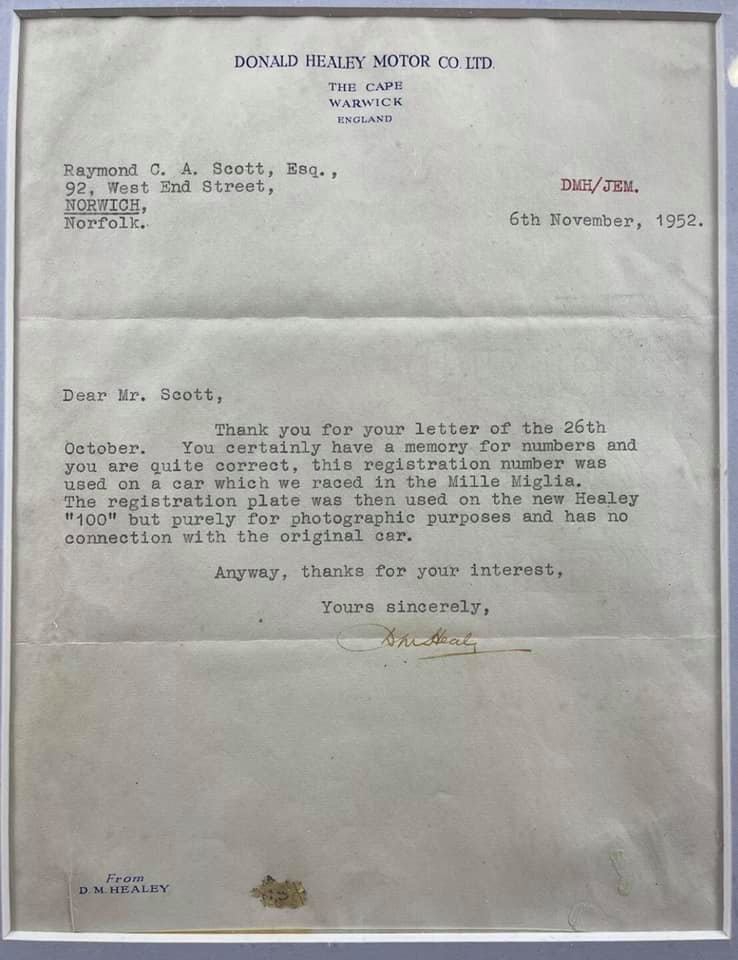 DONALD HEALEY MOTOR CO. LTD.
THE CAPE
WARWICK
ENGLAND
Raymond C. A. Scott, Esq.,
92, West End Street,
NORWICH,
Norfolk.
DMH/JEM.
6th November, 1952.
Dear Mr. Scott,
Thank you for your letter of the 26th
October. You certainly have a memory for numbers and
you are quite correct, this registration number was
used on a car which we raced in the Mille Miglia.
The registration plate was then used on the new Healey
"100" but purely for photographic purposes and has no
connection with the original car.
Anyway, thanks for your interest,
Yours sincerely,
DMHealey
From
D. M. HEALEY